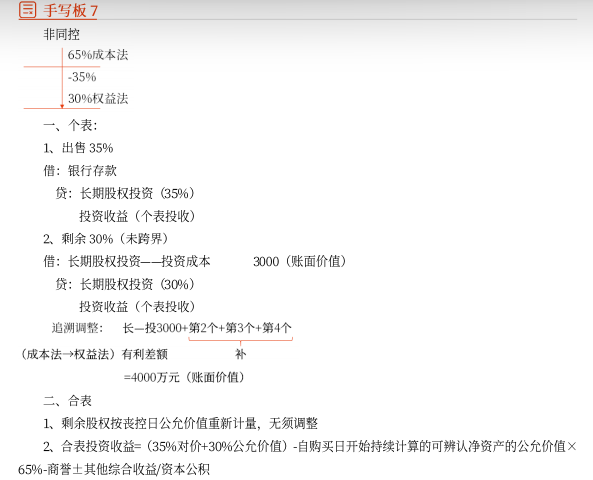 手写板 7
非同控
65%成本法
-35%
30%权益法
一、个表：
1、出售 35%
借：银行存款
贷：长期股权投资（35%）
投资收益（个表投收）
2、剩余 30%（未跨界）
借：长期股权投资——投资成本 3000（账面价值）
贷：长期股权投资（30%）
投资收益（个表投收）
追溯调整： 长—投3000+第2个+第3个+第4个
（成本法→权益法）有利差额 补
=4000万元（账面价值）
二、合表
1、剩余股权按丧控日公允价值重新计量，无须调整
2、合表投资收益=（35%对价+30%公允价值）-自购买日开始持续计算的可辨认净资产的公允价值×
65%-商誉±其他综合收益/资本公积